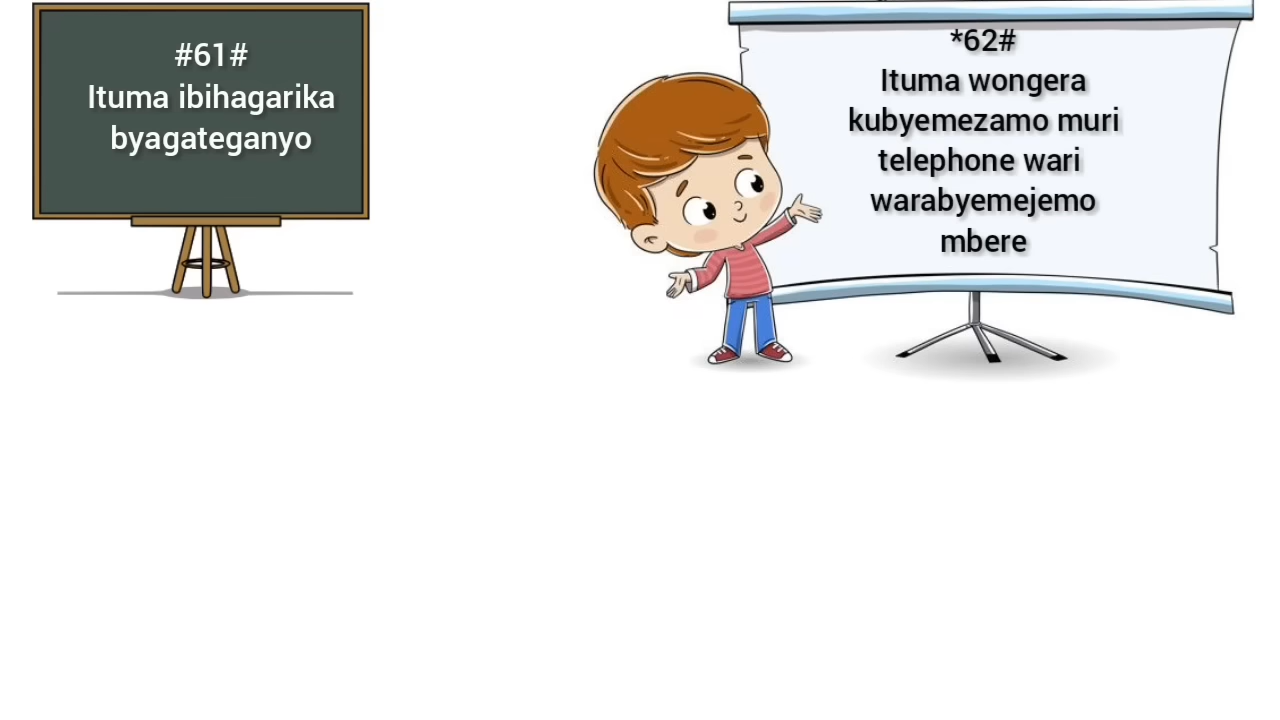 #61#
Ituma ibihagarika
byagateganyo
*62#
Ituma wongera
kubyemezamo muri
telephone wari
warabyemejemo
mbere